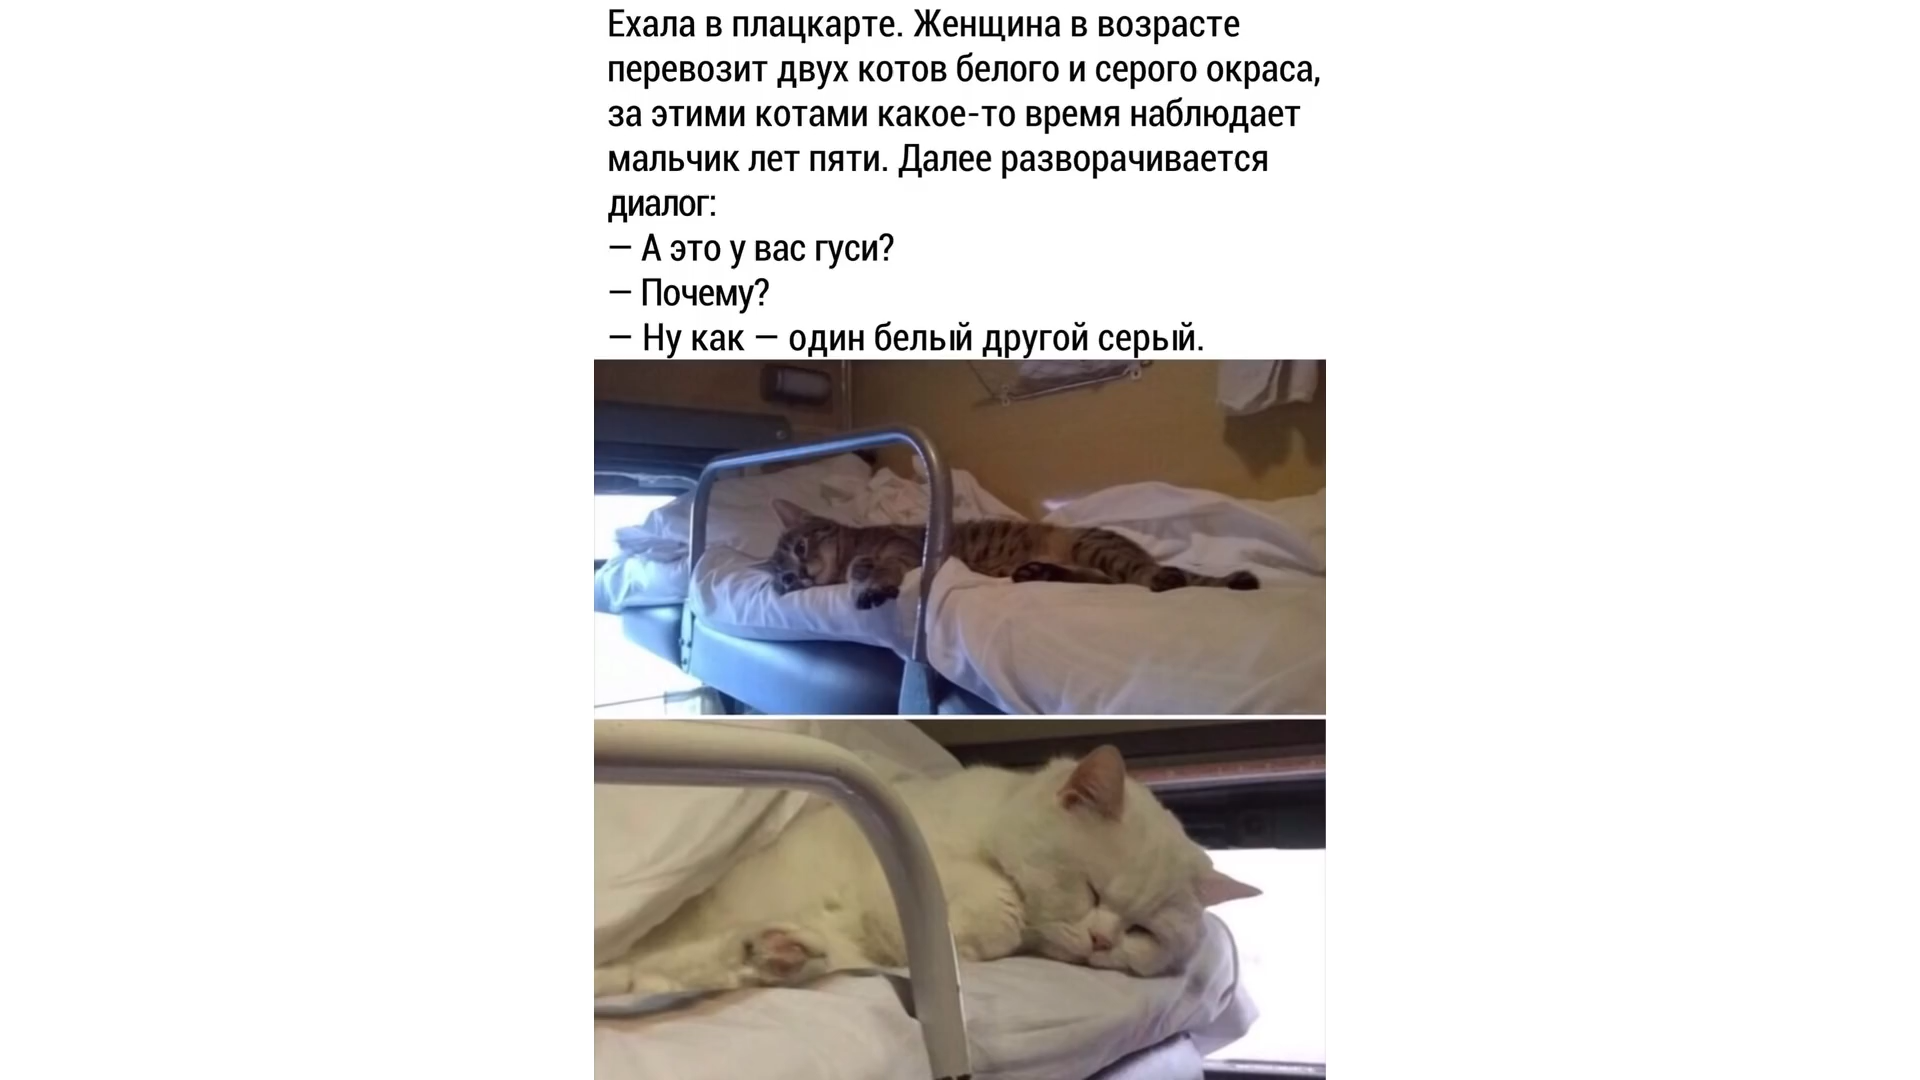 Ехала в плацкарте. Женщина в возрасте
перевозит двух котов белого и серого окраса,
за этими котами какое-то время наблюдает
мальчик лет пяти. Далее разворачивается
диалог:
— А это у вас гуси?
— Почему?
— Ну как — один белый другой серый.